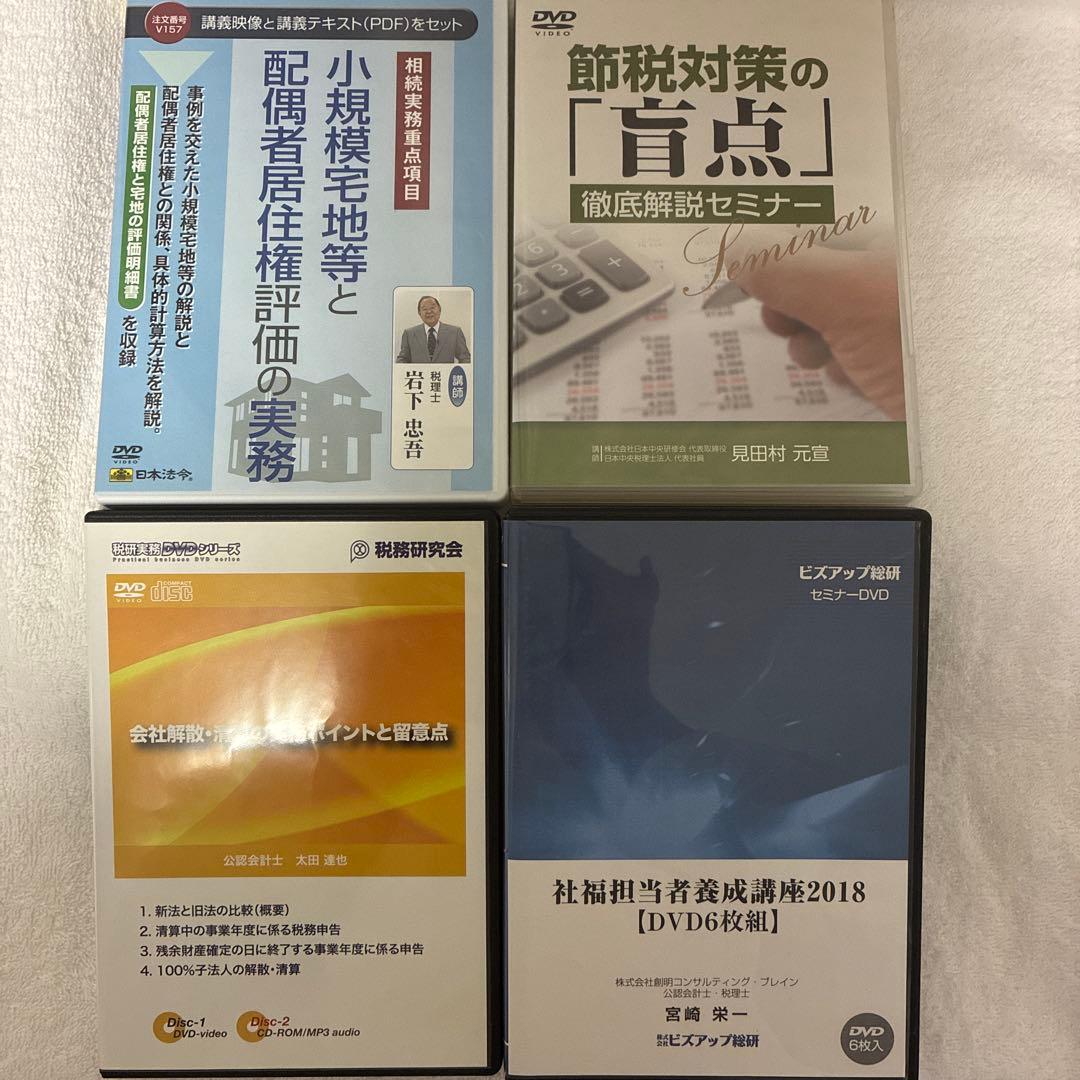 注文番号
V157
講義映像と講義テキスト(PDF)をセット
相続実務重点項目
小規模宅地等と
配偶者居住権評価の実務
事例を交えた小規模宅地等の解説と
配偶者居住権との関係、具体的計算方法を解説。
配偶者居住権と宅地の評価明細書 を収録
講師
税理士
岩下 忠吾
DVD
VIDEO
日本法令®
DVD
VIDEO
節税対策の
「盲点」
徹底解説セミナー
Seminar
講師
株式会社日本中央研修会 代表取締役
日本中央税理士法人 代表社員
見田村 元宣
税研実務DVDシリーズ
Practical business DVD series
税務研究会
DVD
VIDEO
COMPACT
disc
会社解散・清 ポイントと留意点
公認会計士 太田 達也
1. 新法と旧法の比較(概要)
2. 清算中の事業年度に係る税務申告
3. 残余財産確定の日に終了する事業年度に係る申告
4. 100%子法人の解散・清算
Disc-1
DVD-video
Disc-2
CD-ROM/MP3 audio
ビズアップ総研
セミナーDVD
社福担当者養成講座2018
【DVD6枚組】
株式会社創明コンサルティング・ブレイン
公認会計士・税理士
宮崎 栄一
株式会社ビズアップ総研
DVD
6枚入